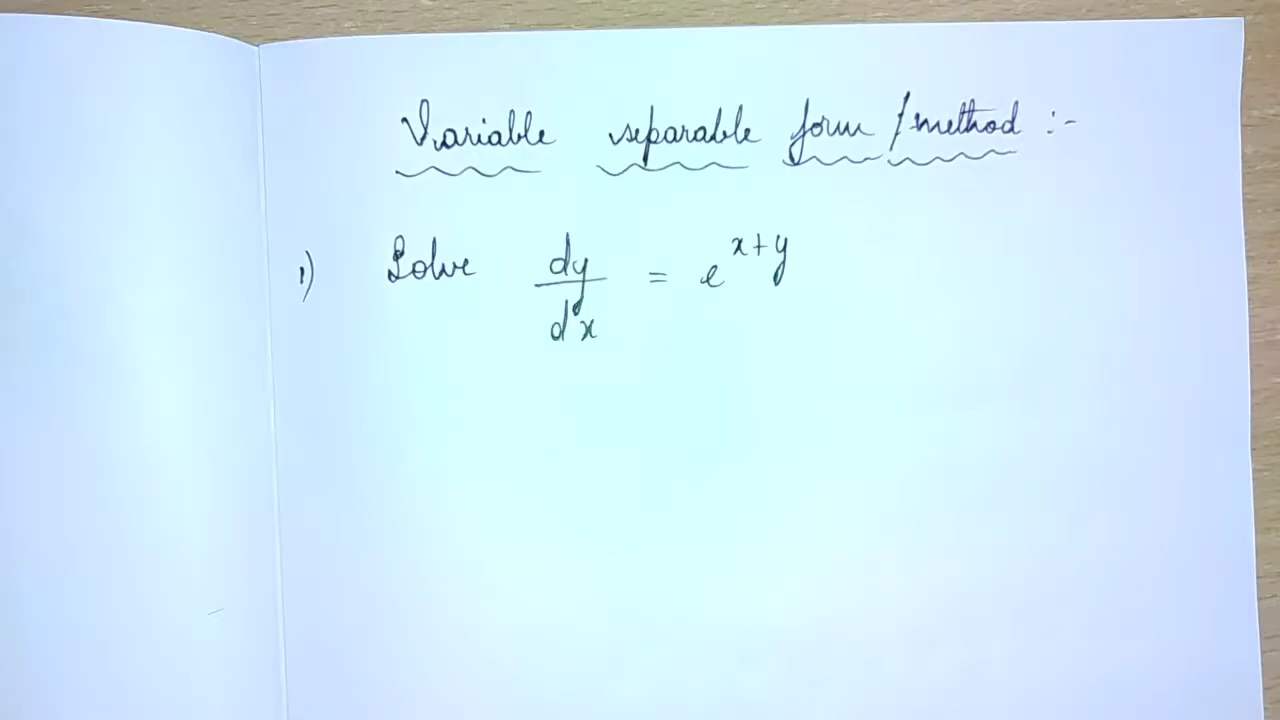 Variable separable form / method :-
1) Solve dy/dx = e^{x+y}